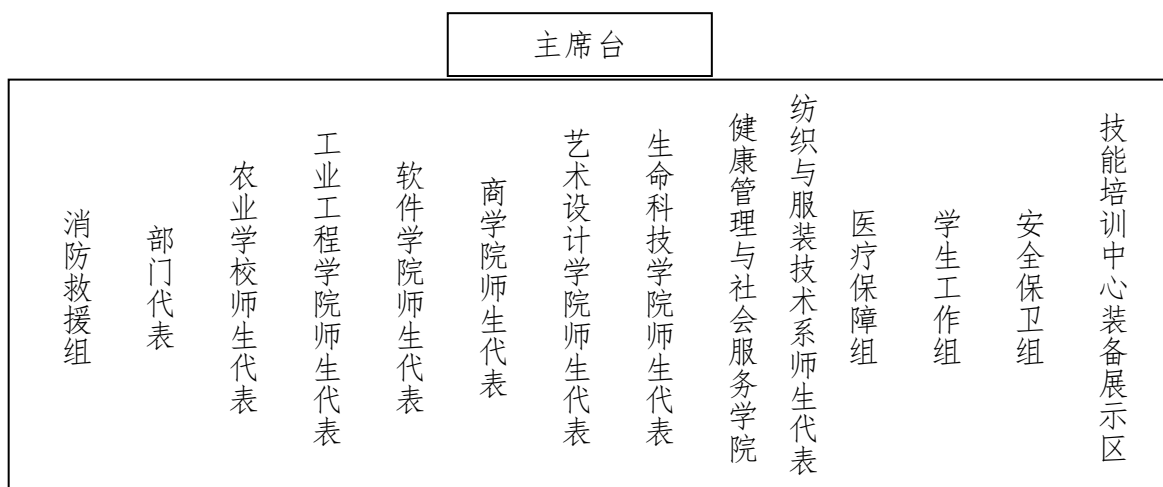 主席台
消防救援组
部门代表
农业学校师生代表
工业工程学院师生代表
软件学院师生代表
商学院师生代表
艺术设计学院师生代表
生命科技学院师生代表
健康管理与社会服务学院
纺织与服装技术系师生代表
医疗保障组
学生工作组
安全保卫组
技能培训中心装备展示区